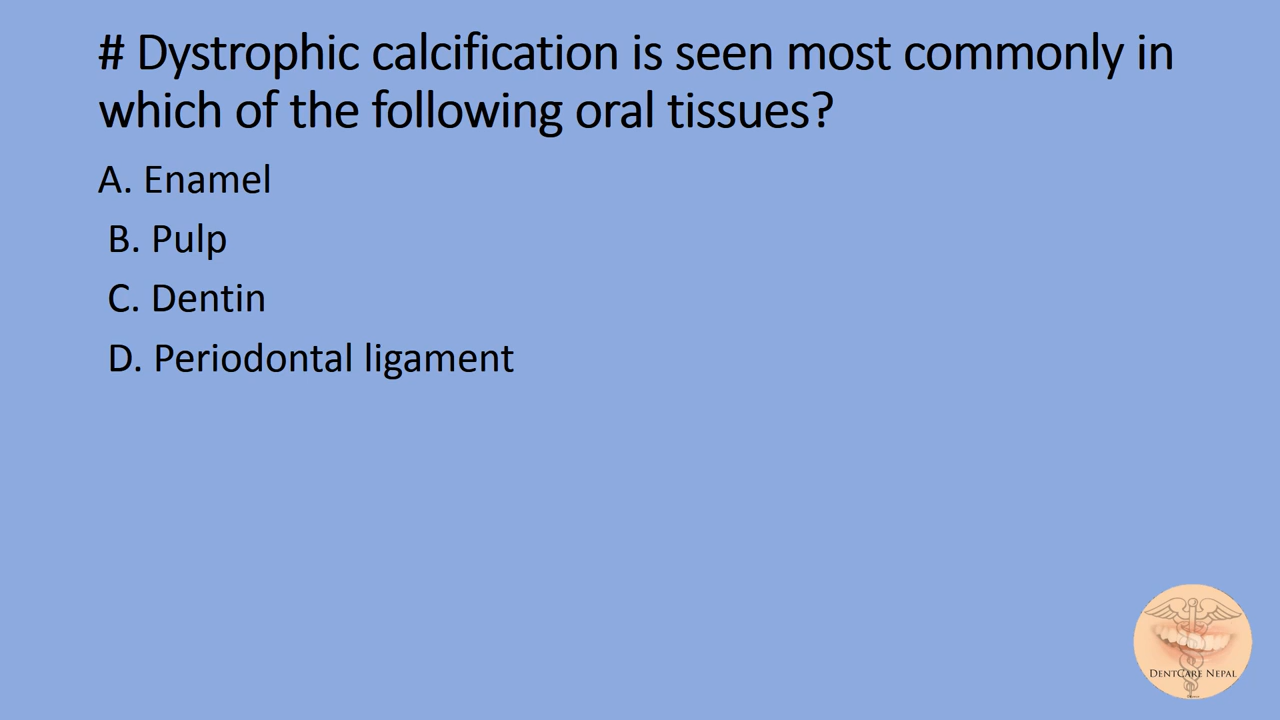 # Dystrophic calcification is seen most commonly in
which of the following oral tissues?
A. Enamel
B. Pulp
C. Dentin
D. Periodontal ligament
DentCare Nepal